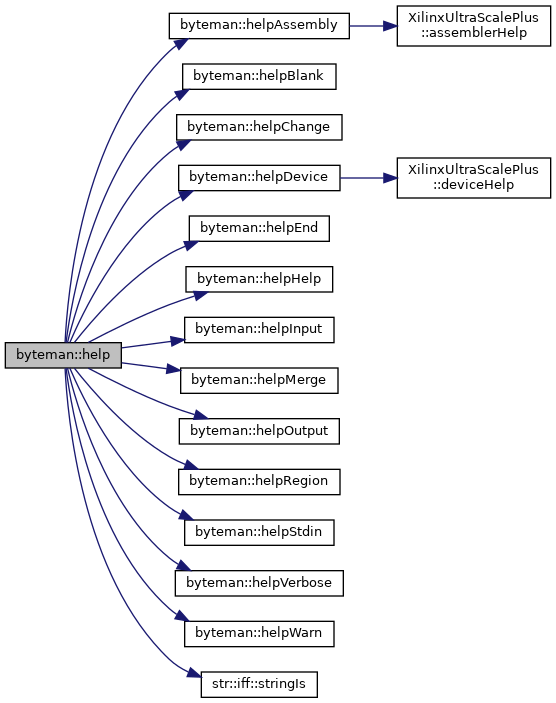 byteman::help
byteman::helpAssembly
XilinxUltraScalePlus
::assemblerHelp
byteman::helpBlank
byteman::helpChange
byteman::helpDevice
XilinxUltraScalePlus
::deviceHelp
byteman::helpEnd
byteman::helpHelp
byteman::helpInput
byteman::helpMerge
byteman::helpOutput
byteman::helpRegion
byteman::helpStdin
byteman::helpVerbose
byteman::helpWarn
str::iff::stringIs